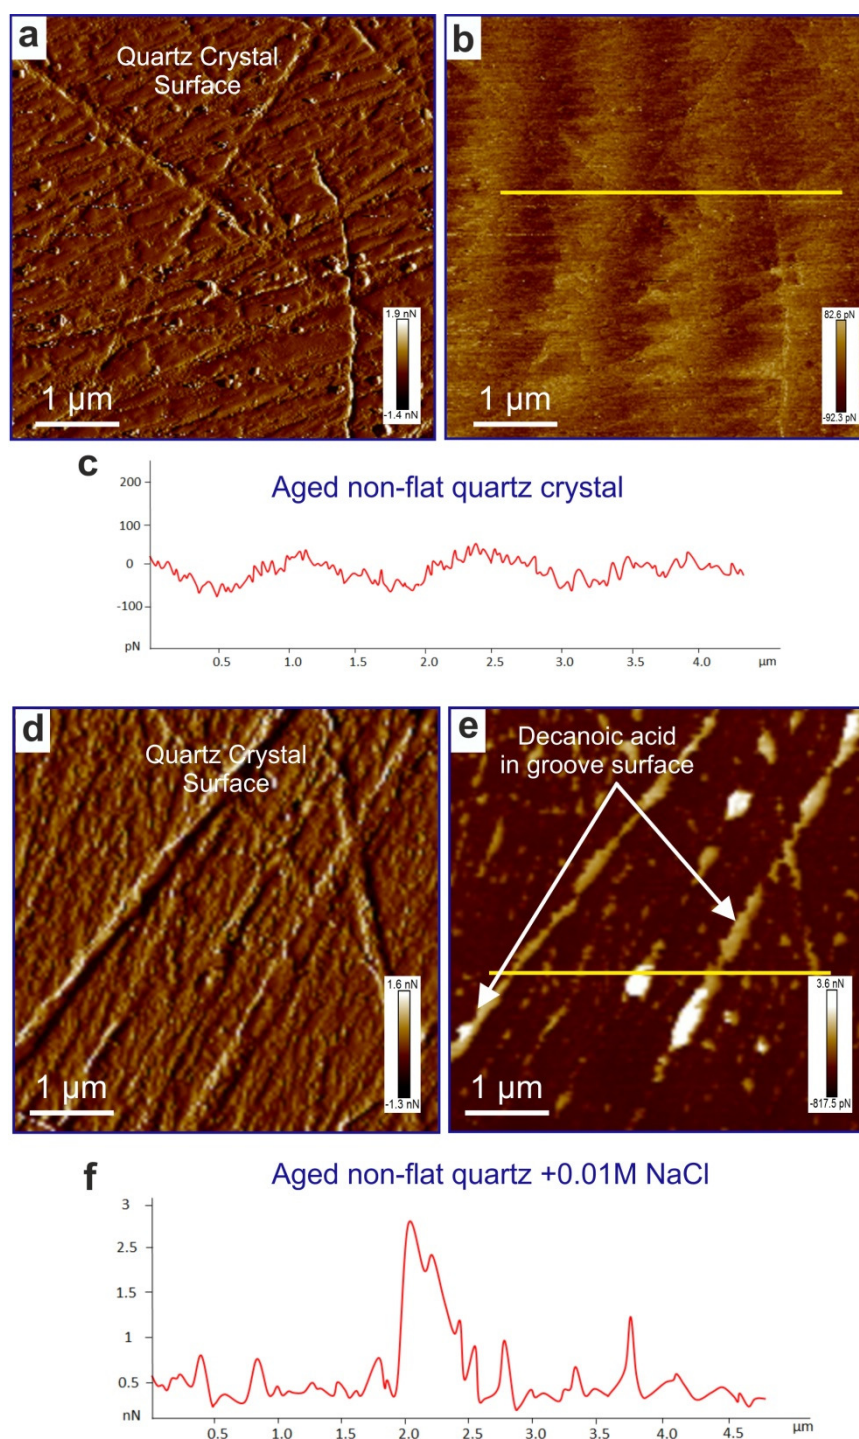 a
Quartz Crystal
Surface
1.9 nN
-1.4 nN
1 µm
b
82.6 pN
-92.3 pN
1 µm
c
Aged non-flat quartz crystal
200
100
0
-100
pN
0.5
1.0
1.5
2.0
2.5
3.0
3.5
4.0
µm
d
Quartz Crystal
Surface
1.6 nN
-1.3 nN
1 µm
e
Decanoic acid
in groove surface
3.6 nN
-817.5 pN
1 µm
f
Aged non-flat quartz +0.01M NaCl
3
2.5
1.5
1
0.5
nN
0.5
1.0
1.5
2.0
2.5
3.0
3.5
4.0
4.5
µm